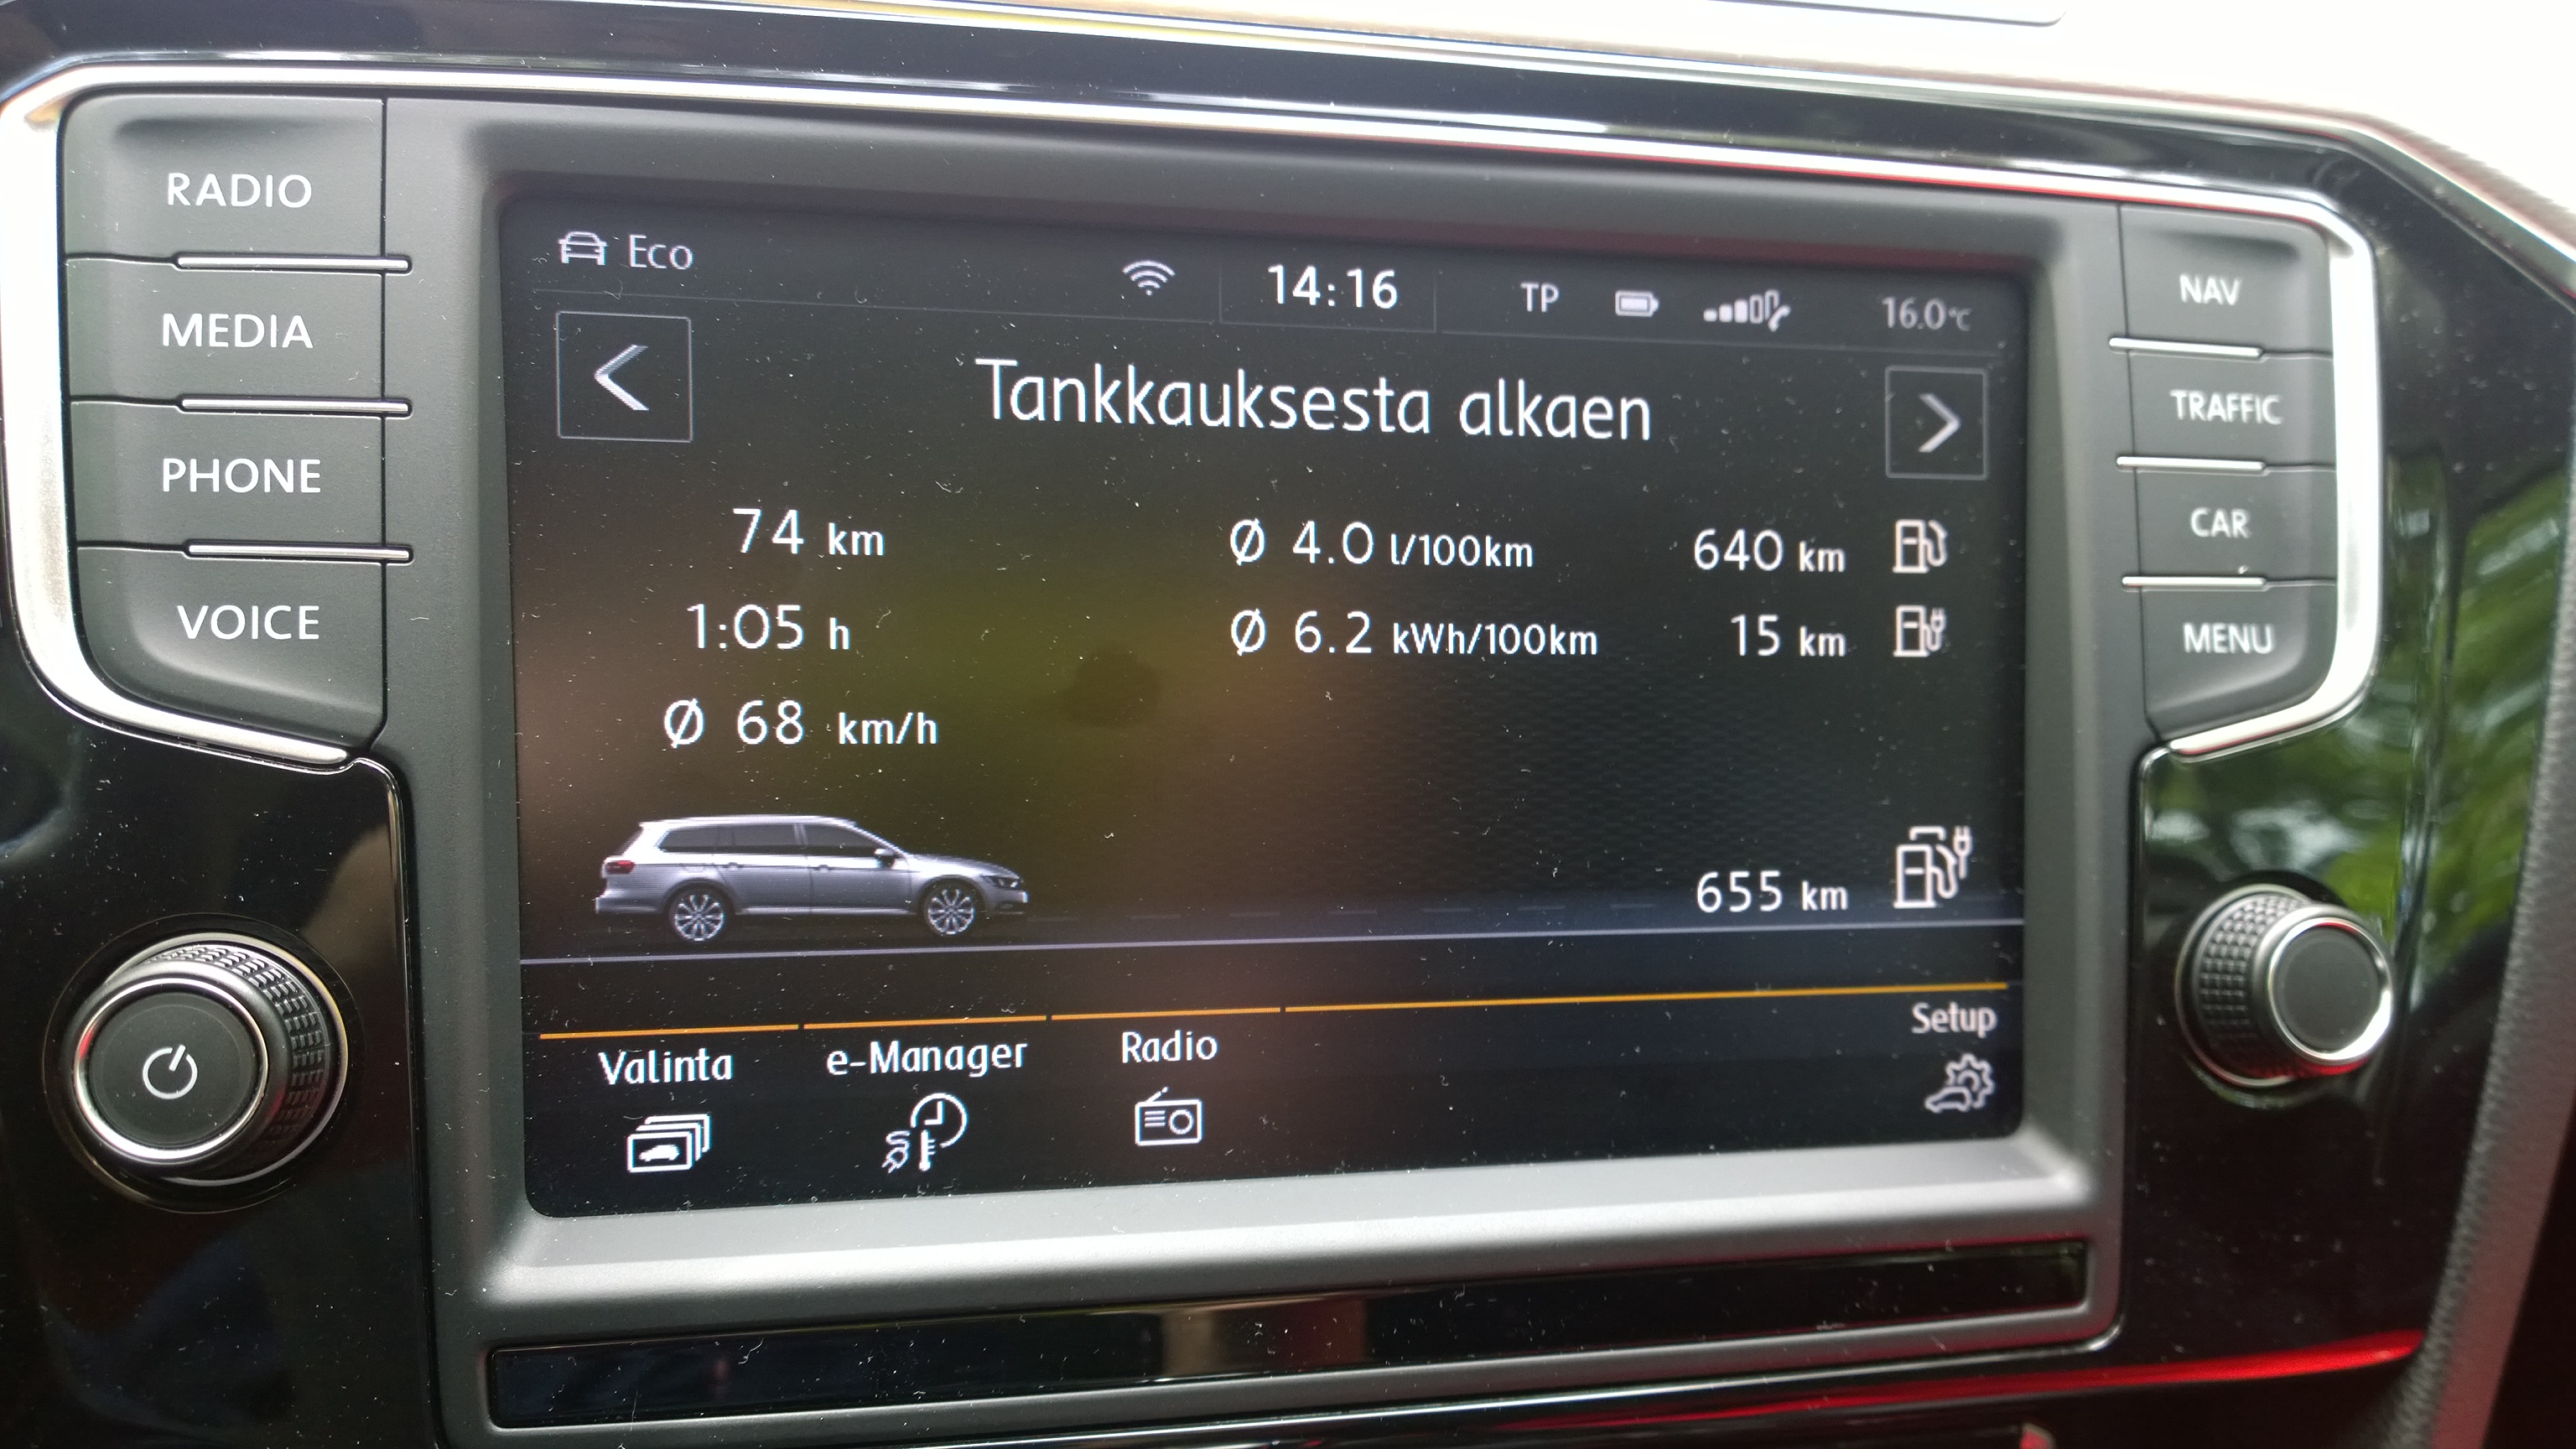 RADIO
MEDIA
PHONE
VOICE
Eco
14:16
TP
16.0°C
Tankkauksesta alkaen
74 km
Ø 4.0 l/100km
640 km
1:05 h
Ø 6.2 kWh/100km
15 km
Ø 68 km/h
655 km
Valinta
e-Manager
Radio
Setup
NAV
TRAFFIC
CAR
MENU